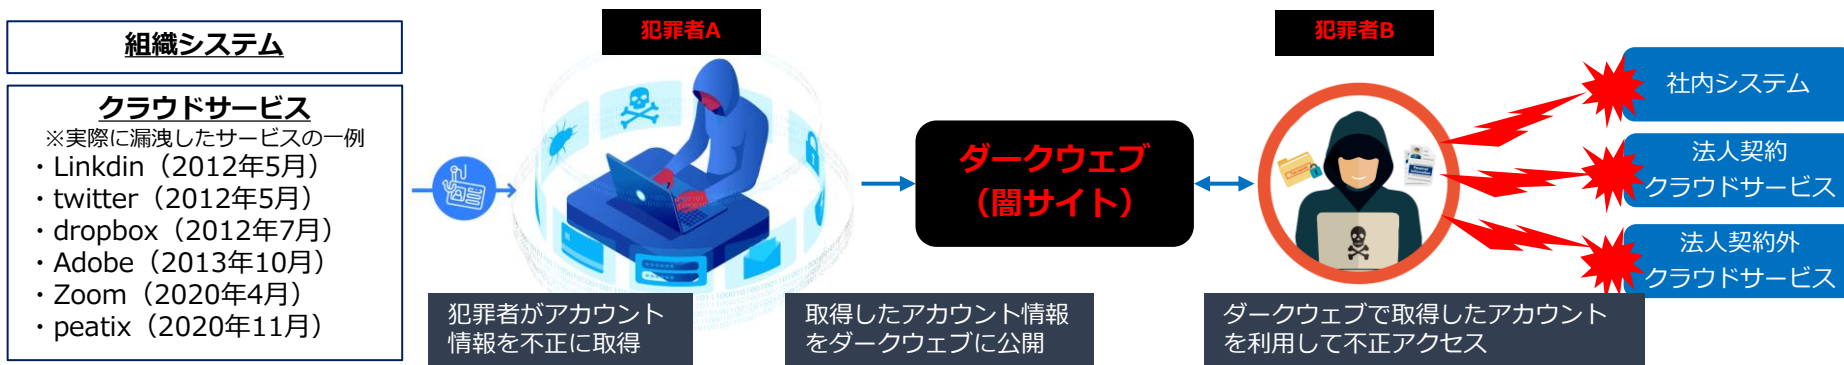 組織システム
クラウドサービス
※実際に漏洩したサービスの一例
・Linkdin（2012年5月）
・twitter（2012年5月）
・dropbox（2012年7月）
・Adobe（2013年10月）
・Zoom（2020年4月）
・peatix（2020年11月）
犯罪者A
犯罪者がアカウント
情報を不正に取得
取得したアカウント情報
をダークウェブに公開
ダークウェブ
（闇サイト）
犯罪者B
ダークウェブで取得したアカウント
を利用して不正アクセス
社内システム
法人契約
クラウドサービス
法人契約外
クラウドサービス